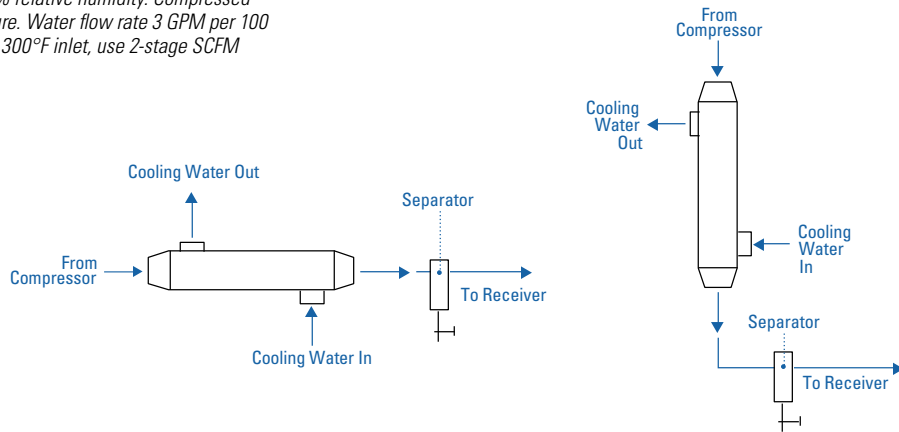 % relative humidity. Compressed
ure. Water flow rate 3 GPM per 100
300°F inlet, use 2-stage SCFM
Cooling Water Out
From
Compressor
Separator
To Receiver
Cooling Water In
From
Compressor
Cooling
Water
Out
Cooling
Water
In
Separator
To Receiver